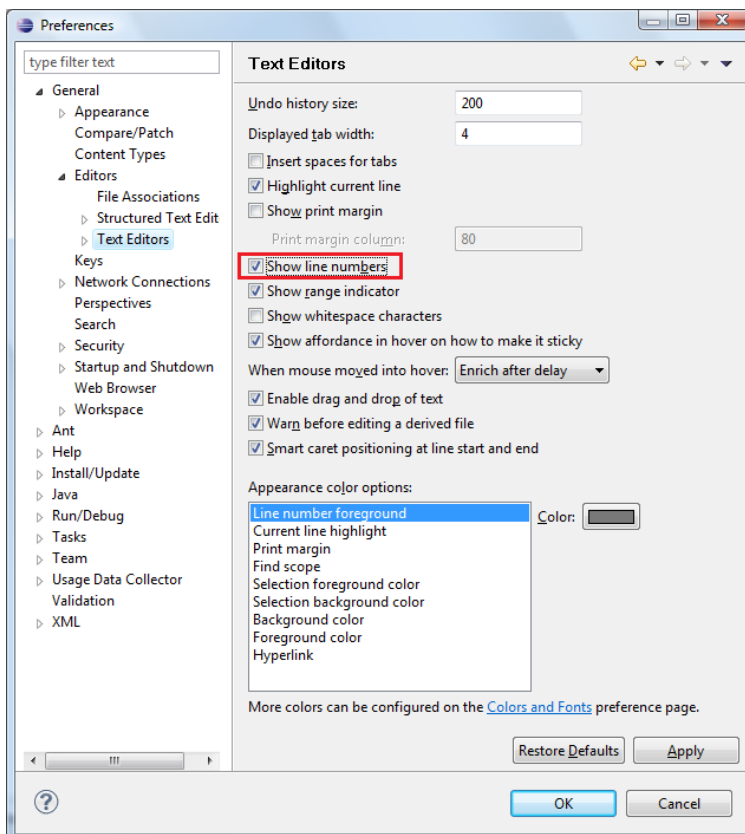 Preferences
type filter text
General
Appearance
Compare/Patch
Content Types
Editors
File Associations
Structured Text Edit
Text Editors
Keys
Network Connections
Perspectives
Search
Security
Startup and Shutdown
Web Browser
Workspace
Ant
Help
Install/Update
Java
Run/Debug
Tasks
Team
Usage Data Collector
Validation
XML
Text Editors
Undo history size: 200
Displayed tab width: 4
Insert spaces for tabs
Highlight current line
Show print margin
Print margin column: 80
Show line numbers
Show range indicator
Show whitespace characters
Show affordance in hover on how to make it sticky
When mouse moved into hover: Enrich after delay
Enable drag and drop of text
Warn before editing a derived file
Smart caret positioning at line start and end
Appearance color options:
Line number foreground
Current line highlight
Print margin
Find scope
Selection foreground color
Selection background color
Background color
Foreground color
Hyperlink
Color:
More colors can be configured on the Colors and Fonts preference page.
Restore Defaults Apply
? OK Cancel